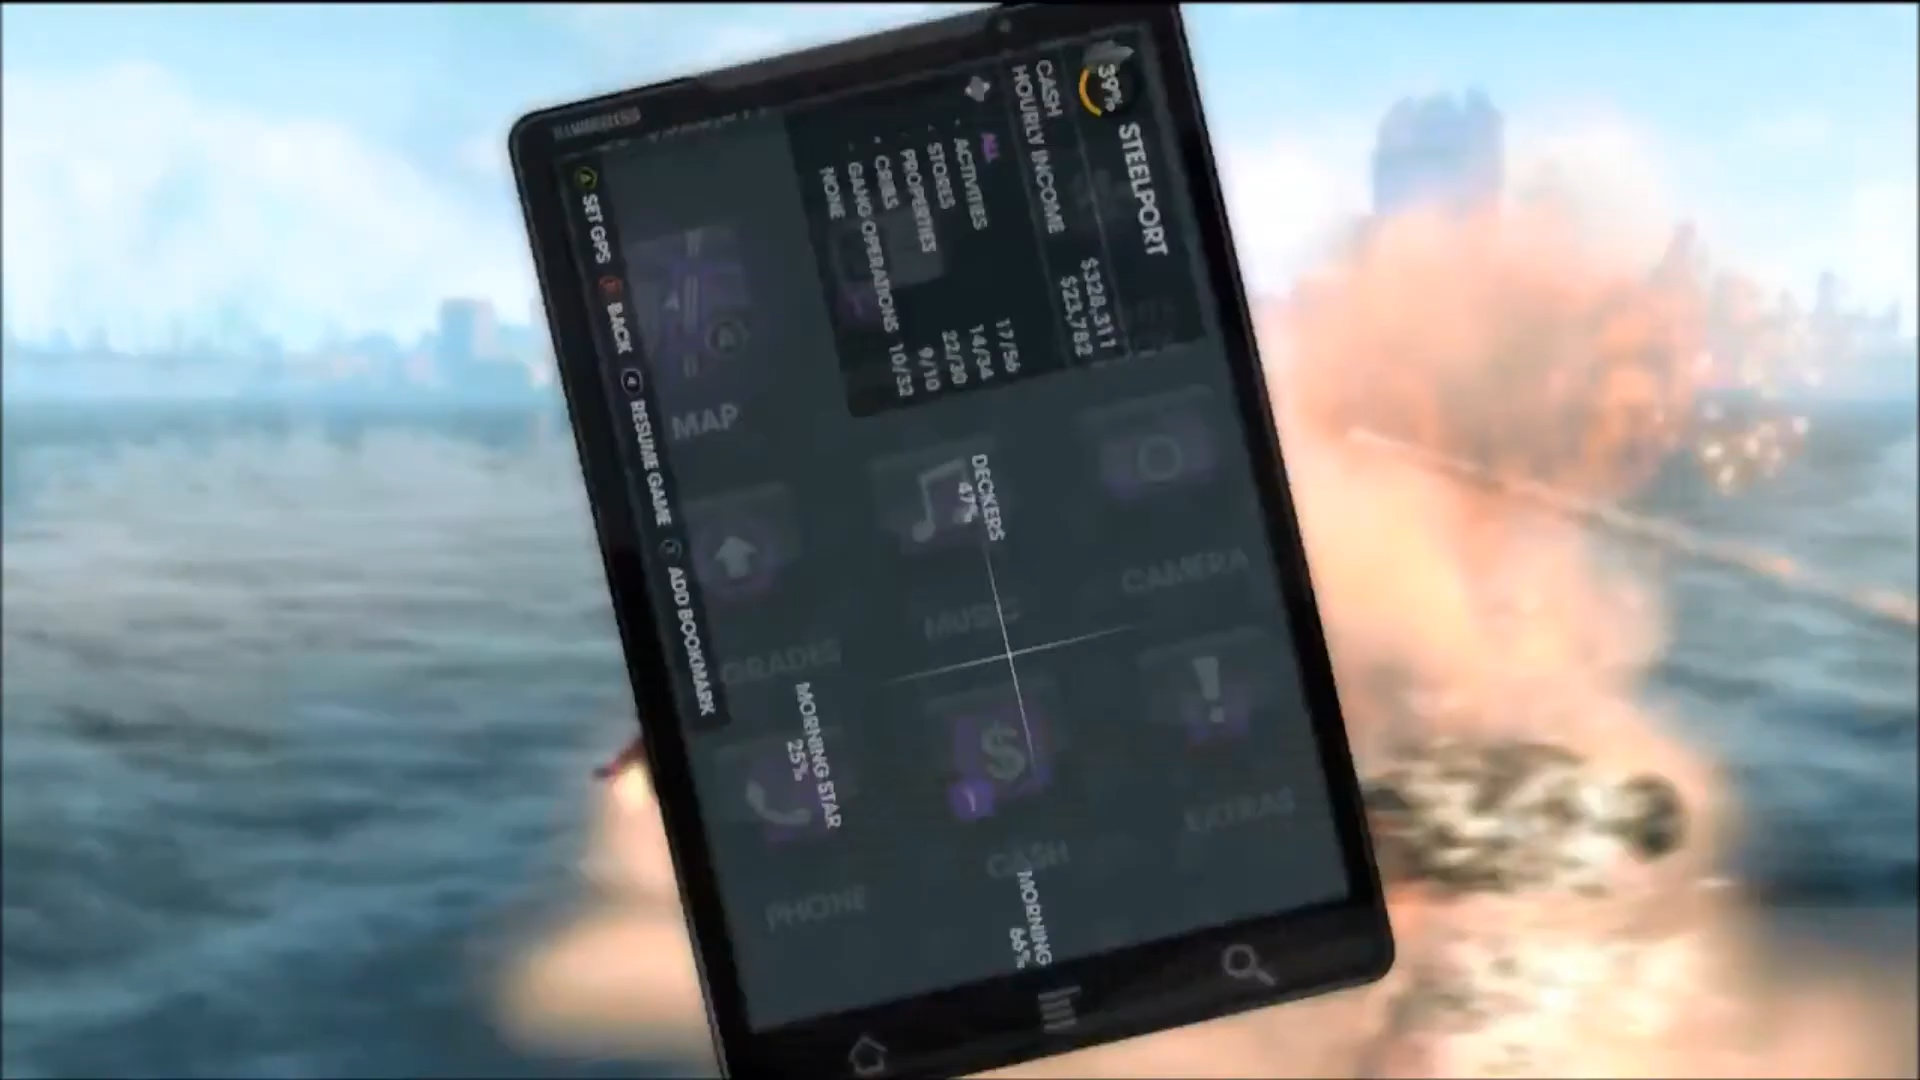 39% STEELPORT
CASH $328,311
HOURLY INCOME $23,782
ALL
ACTIVITIES 17/56
STORES 14/34
PROPERTIES 22/30
CRIBS 9/10
GANG OPERATIONS 10/32
NONE
DECKERS
47%
MORNING STAR
25%
MORNING
66%
SET GPS BACK RESUME GAME ADD BOOKMARK
MAP
MUSIC
CAMERA
GRADES
PHONE
CASH
EXTRAS